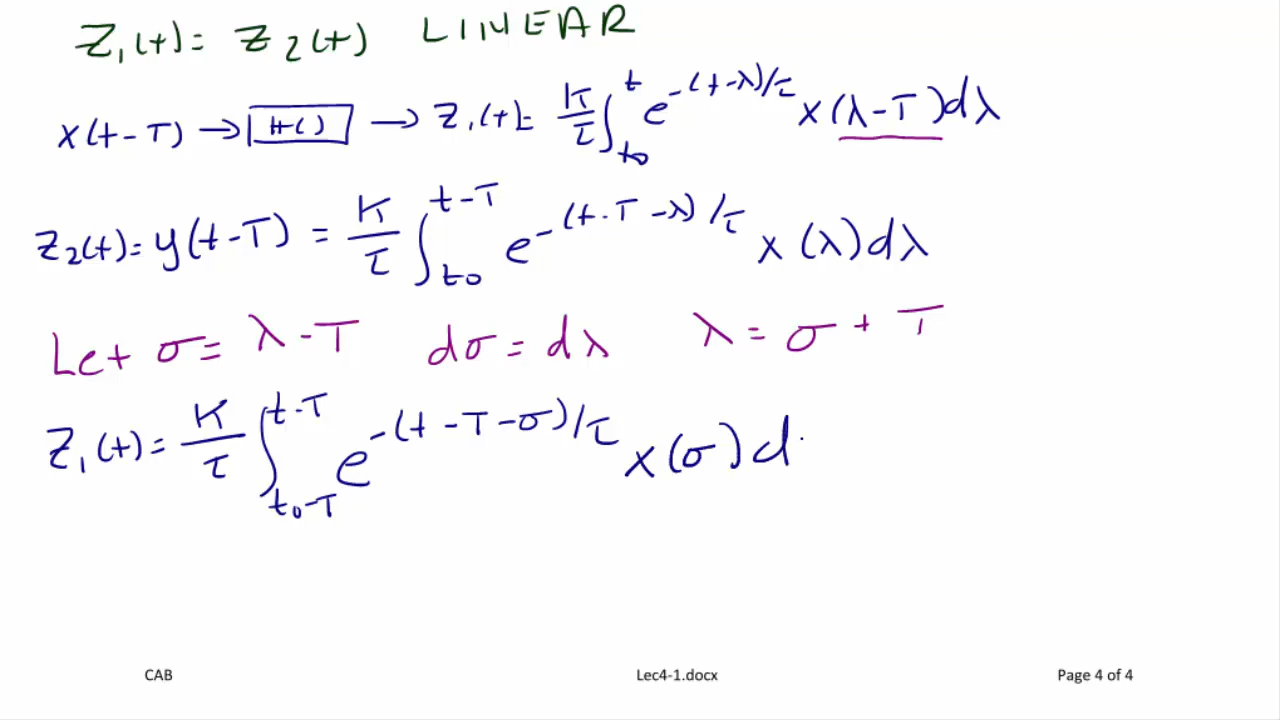 z₁(t) = z₂(t) LINEAR
x(t-T) → H() → z₁(t) = K/τ ∫_{t₀}^{t} e^{-(t-λ)/τ} x(λ-T)dλ
z₂(t) = y(t-T) = K/τ ∫_{t₀}^{t-T} e^{-(t-T-λ)/τ} x(λ)dλ
Let σ = λ-T dσ = dλ λ = σ + T
z₁(t) = K/τ ∫_{t₀-T}^{t-T} e^{-(t-T-σ)/τ} x(σ)d
CAB Lec4-1.docx Page 4 of 4